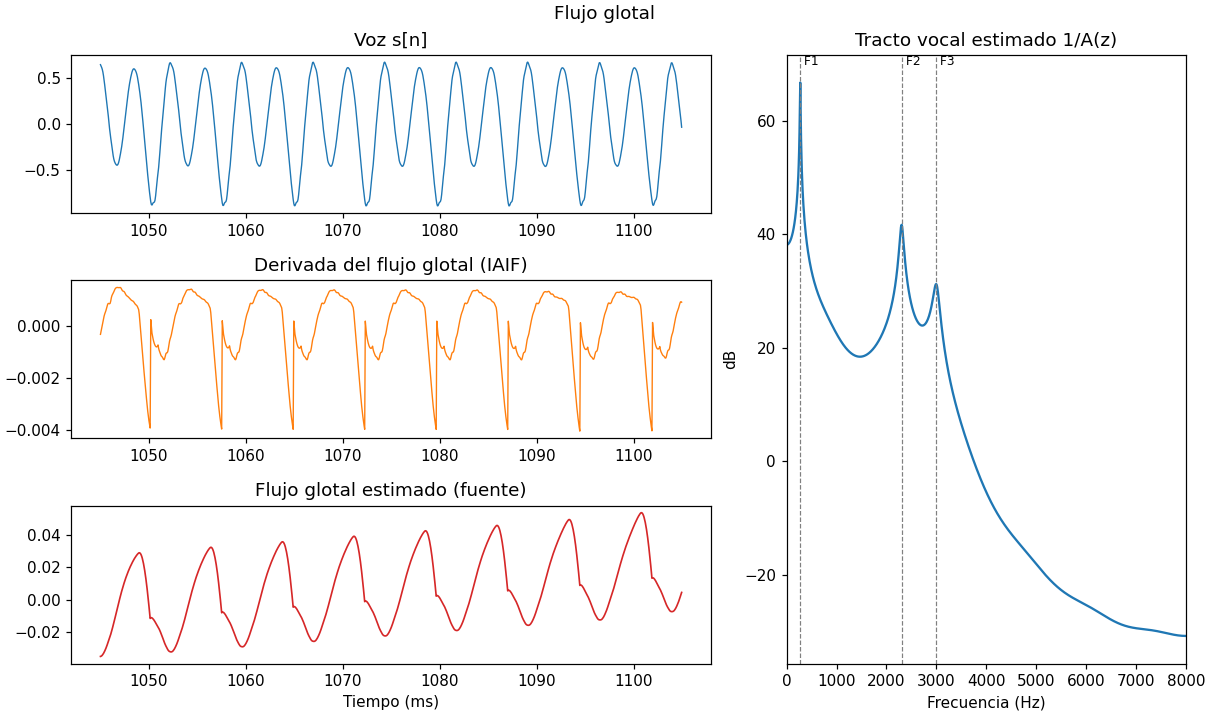 Flujo glotal
Voz s[n]
0.5
0.0
−0.5
1050 1060 1070 1080 1090 1100
Derivada del flujo glotal (IAIF)
0.000
−0.002
−0.004
1050 1060 1070 1080 1090 1100
Flujo glotal estimado (fuente)
0.04
0.02
0.00
−0.02
1050 1060 1070 1080 1090 1100
Tiempo (ms)
Tracto vocal estimado 1/A(z)
F1 F2 F3
60
40
20
0
−20
dB
0 1000 2000 3000 4000 5000 6000 7000 8000
Frecuencia (Hz)